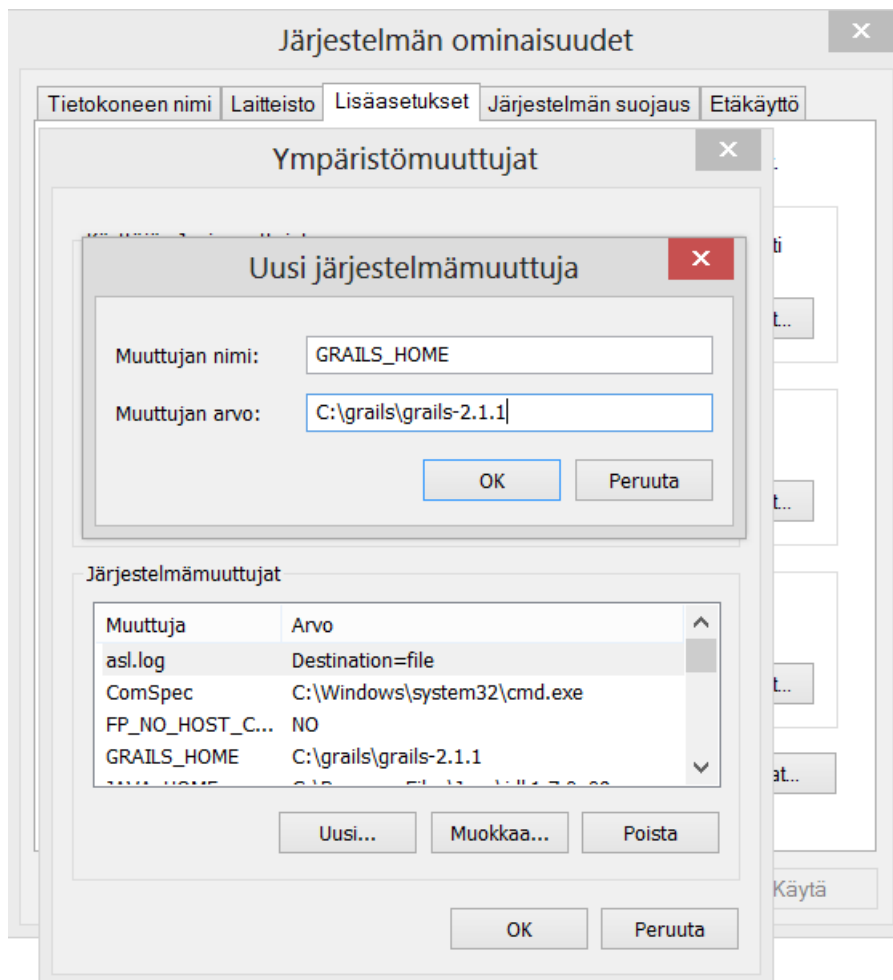 Järjestelmän ominaisuudet
Tietokoneen nimi Laitteisto Lisäasetukset Järjestelmän suojaus Etäkäyttö
Ympäristömuuttujat
Uusi järjestelmämuuttuja
Muuttujan nimi: GRAILS_HOME
Muuttujan arvo: C:\grails\grails-2.1.1
OK Peruuta
Järjestelmämuuttujat
Muuttuja Arvo
asl.log Destination=file
ComSpec C:\Windows\system32\cmd.exe
FP_NO_HOST_C... NO
GRAILS_HOME C:\grails\grails-2.1.1
Uusi... Muokkaa... Poista
Käytä
OK Peruuta